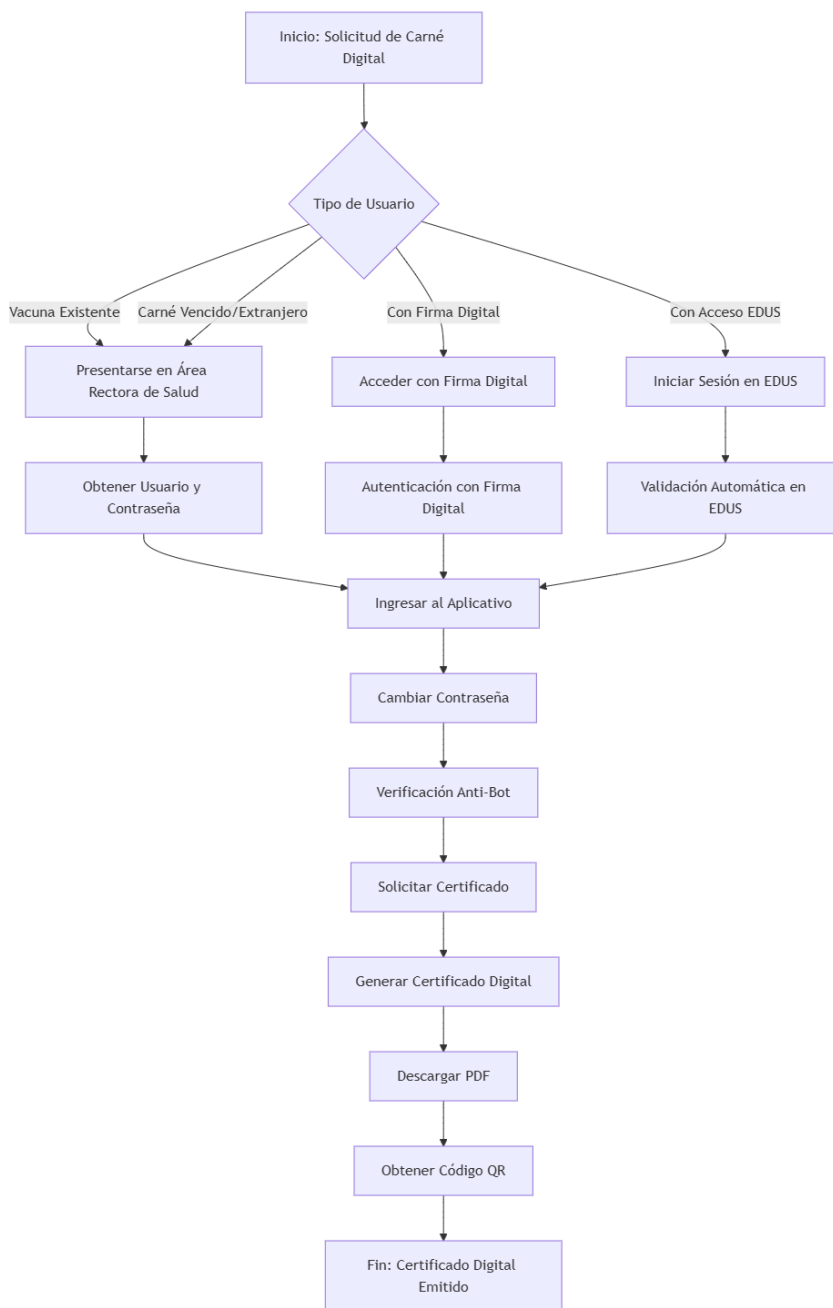 Inicio: Solicitud de Carné
Digital
Tipo de Usuario
Vacuna Existente
Carné Vencido/Extranjero
Con Firma Digital
Con Acceso EDUS
Presentarse en Área
Rectora de Salud
Acceder con Firma Digital
Iniciar Sesión en EDUS
Obtener Usuario y
Contraseña
Autenticación con Firma
Digital
Validación Automática en
EDUS
Ingresar al Aplicativo
Cambiar Contraseña
Verificación Anti-Bot
Solicitar Certificado
Generar Certificado Digital
Descargar PDF
Obtener Código QR
Fin: Certificado Digital
Emitido